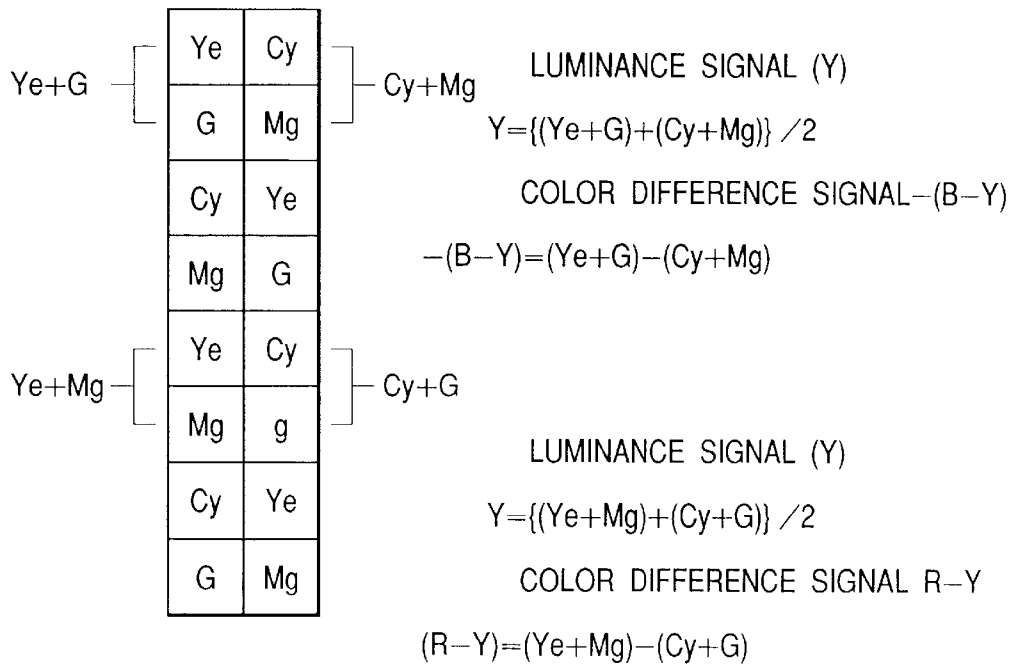 Ye Cy
LUMINANCE SIGNAL (Y)
Ye+G
Cy+Mg
G Mg
Y={(Ye+G)+(Cy+Mg)} /2
Cy Ye
COLOR DIFFERENCE SIGNAL-(B-Y)
Mg G
-(B-Y)=(Ye+G)-(Cy+Mg)
Ye Cy
Ye+Mg
Cy+G
Mg g
LUMINANCE SIGNAL (Y)
Cy Ye
Y={(Ye+Mg)+(Cy+G)} /2
G Mg
COLOR DIFFERENCE SIGNAL R-Y
(R-Y)=(Ye+Mg)-(Cy+G)